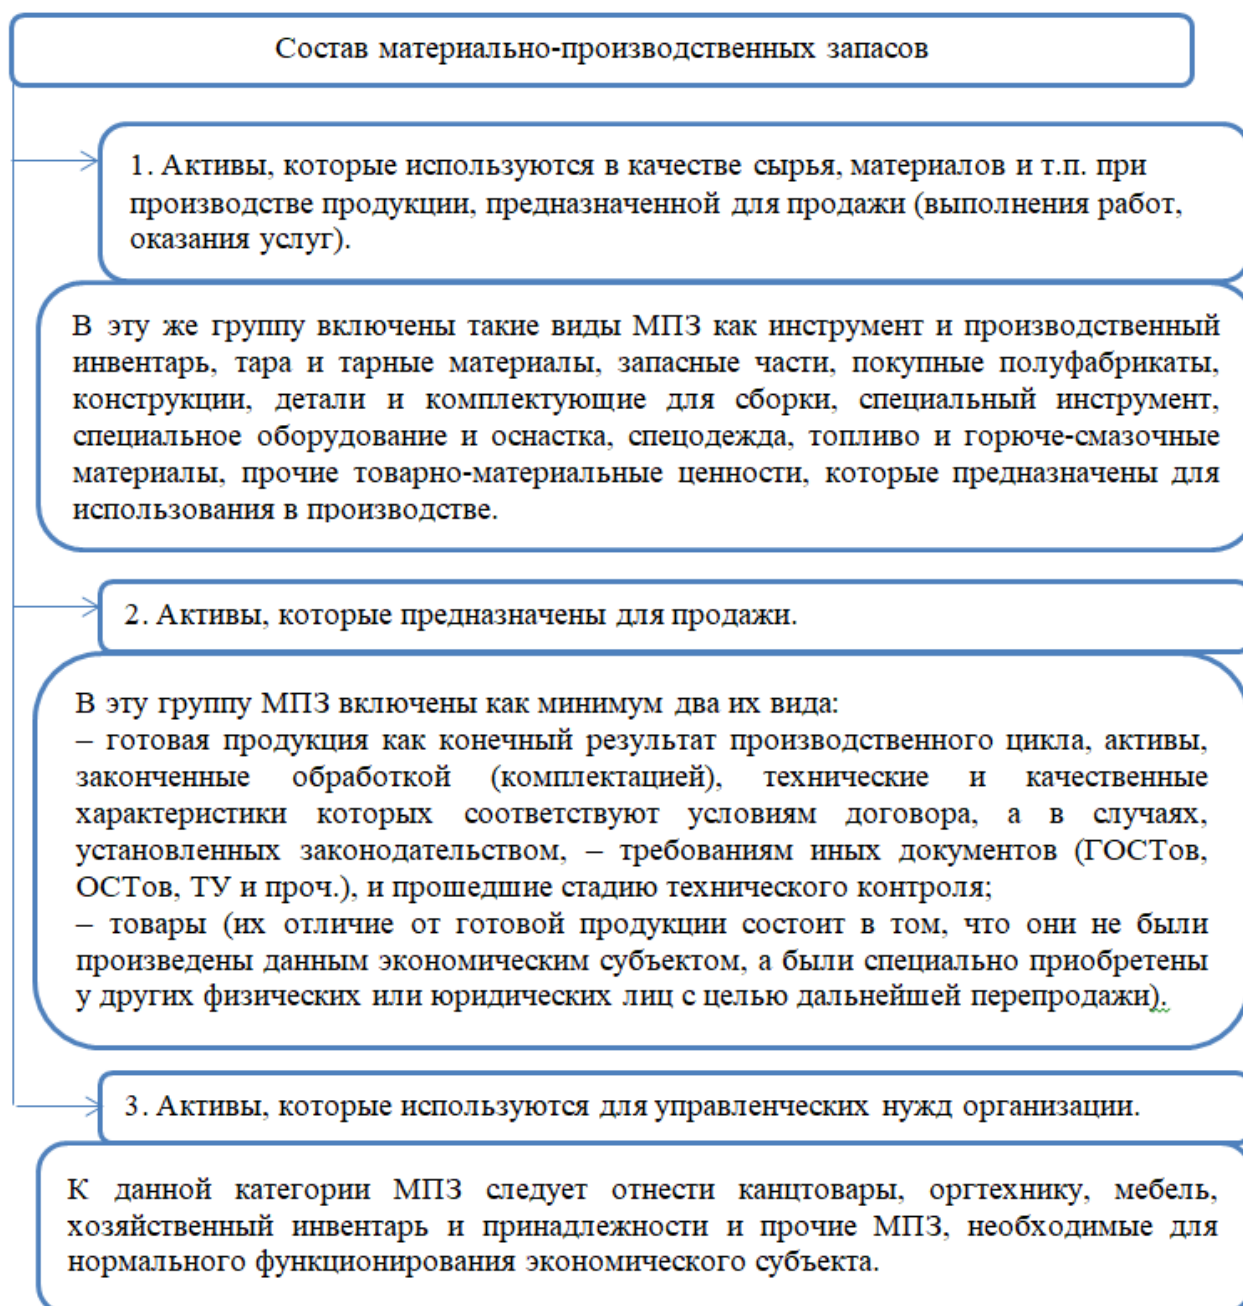 Состав материально-производственных запасов
1. Активы, которые используются в качестве сырья, материалов и т.п. при
производстве продукции, предназначенной для продажи (выполнения работ,
оказания услуг).
В эту же группу включены такие виды МПЗ как инструмент и производственный
инвентарь, тара и тарные материалы, запасные части, покупные полуфабрикаты,
конструкции, детали и комплектующие для сборки, специальный инструмент,
специальное оборудование и оснастка, спецодежда, топливо и горюче-смазочные
материалы, прочие товарно-материальные ценности, которые предназначены для
использования в производстве.
2. Активы, которые предназначены для продажи.
В эту группу МПЗ включены как минимум два их вида:
– готовая продукция как конечный результат производственного цикла, активы,
законченные обработкой (комплектацией), технические и качественные
характеристики которых соответствуют условиям договора, а в случаях,
установленных законодательством, – требованиям иных документов (ГОСТов,
ОСТов, ТУ и проч.), и прошедшие стадию технического контроля;
– товары (их отличие от готовой продукции состоит в том, что они не были
произведены данным экономическим субъектом, а были специально приобретены
у других физических или юридических лиц с целью дальнейшей перепродажи).
3. Активы, которые используются для управленческих нужд организации.
К данной категории МПЗ следует отнести канцтовары, оргтехнику, мебель,
хозяйственный инвентарь и принадлежности и прочие МПЗ, необходимые для
нормального функционирования экономического субъекта.